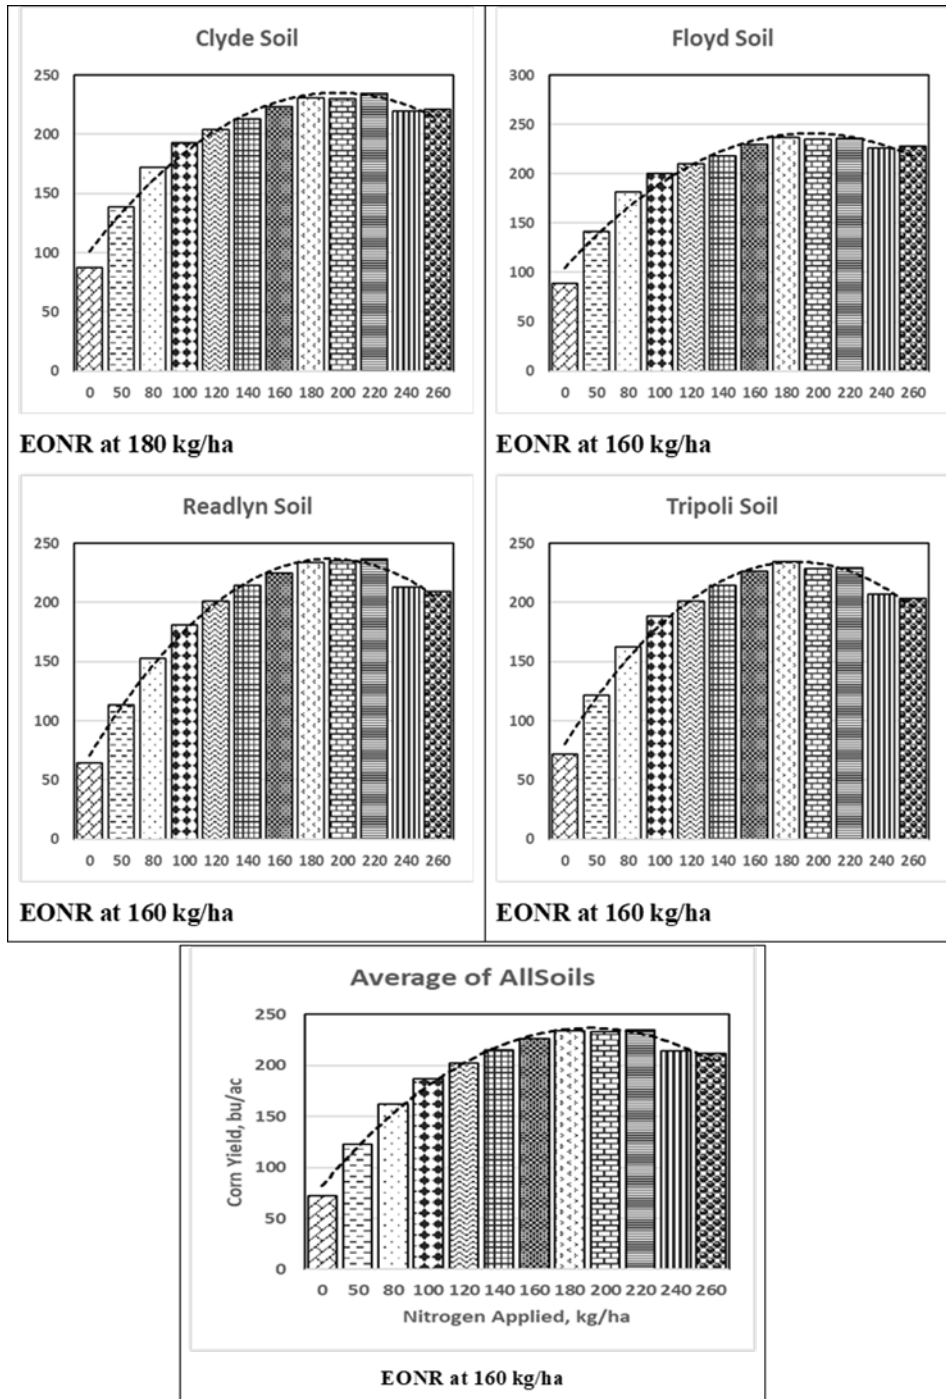 Clyde Soil
250
200
150
100
50
0
0 50 80 100 120 140 160 180 200 220 240 260
EONR at 180 kg/ha
Floyd Soil
300
250
200
150
100
50
0
0 50 80 100 120 140 160 180 200 220 240 260
EONR at 160 kg/ha
Readlyn Soil
250
200
150
100
50
0
0 50 80 100 120 140 160 180 200 220 240 260
EONR at 160 kg/ha
Tripoli Soil
250
200
150
100
50
0
0 50 80 100 120 140 160 180 200 220 240 260
EONR at 160 kg/ha
Average of AllSoils
Corn Yield, bu/ac
250
200
150
100
50
0
0 50 80 100 120 140 160 180 200 220 240 260
Nitrogen Applied, kg/ha
EONR at 160 kg/ha